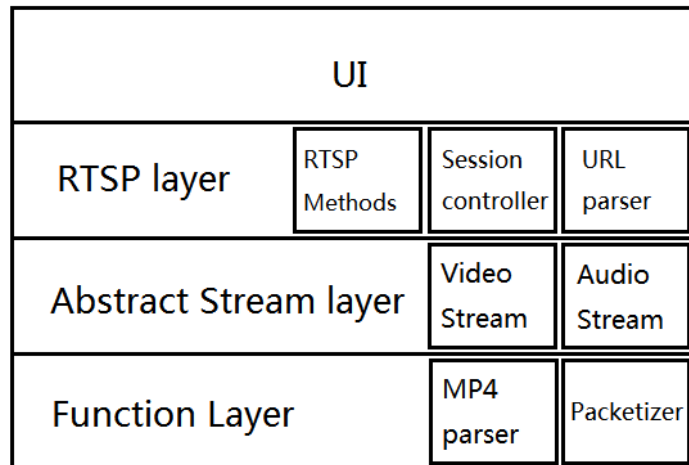 UI
RTSP layer
RTSP
Methods
Session
controller
URL
parser
Abstract Stream layer
Video
Stream
Audio
Stream
Function Layer
MP4
parser
Packetizer